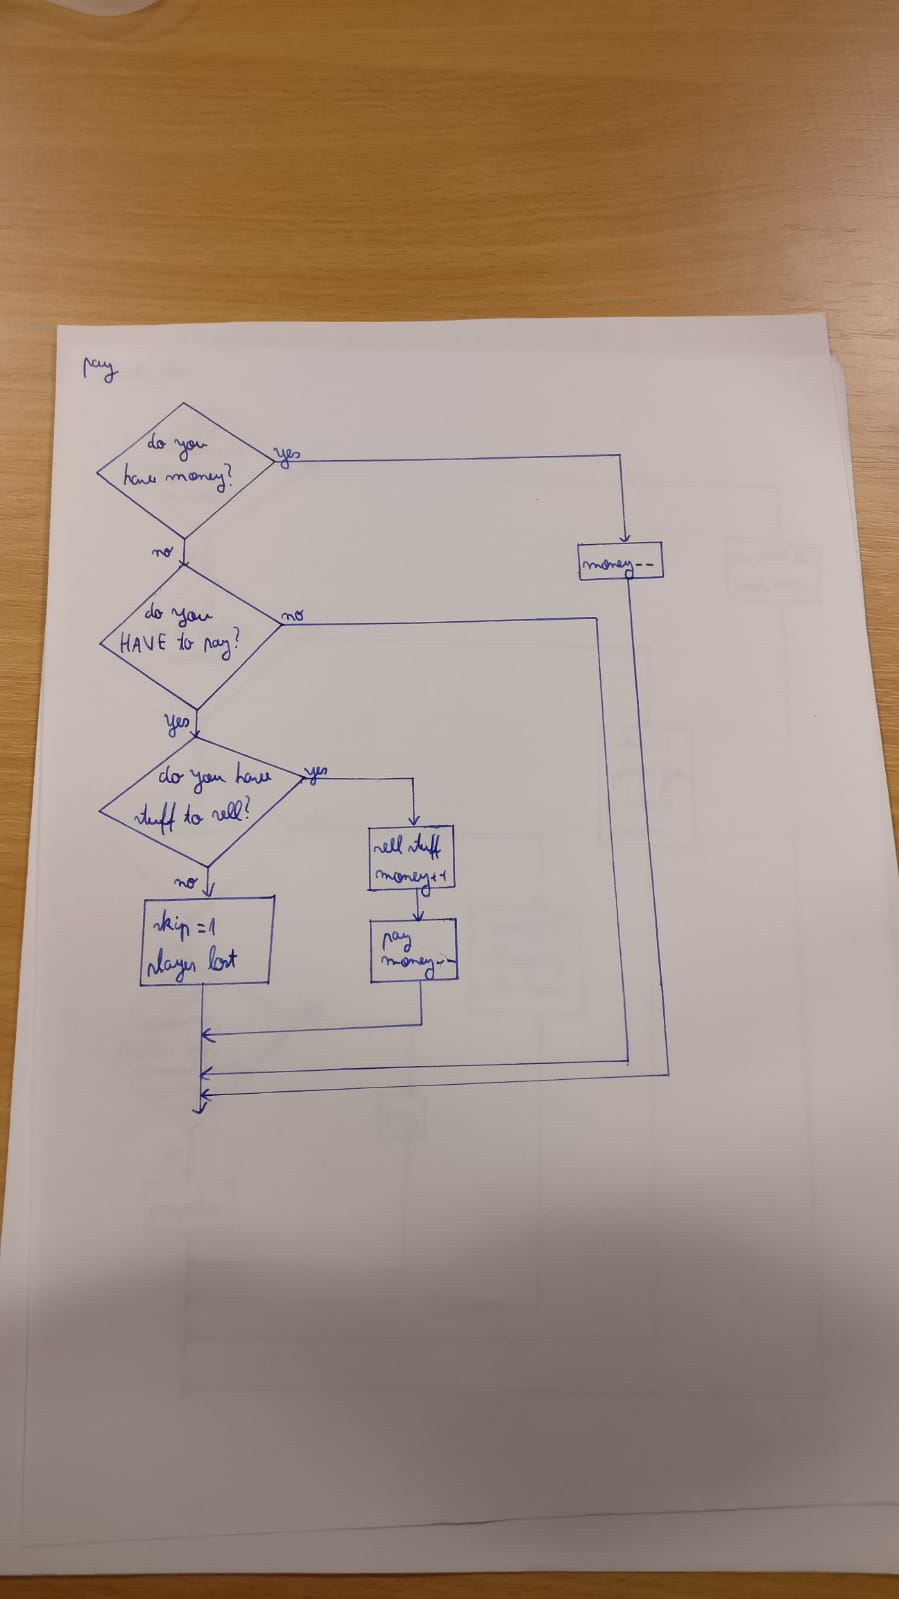 pay
do you
have money?
yes
no
money--
do you
HAVE to pay?
no
yes
do you have
stuff to sell?
yes
no
sell stuff
money++
pay
money--
skip=1
player lost